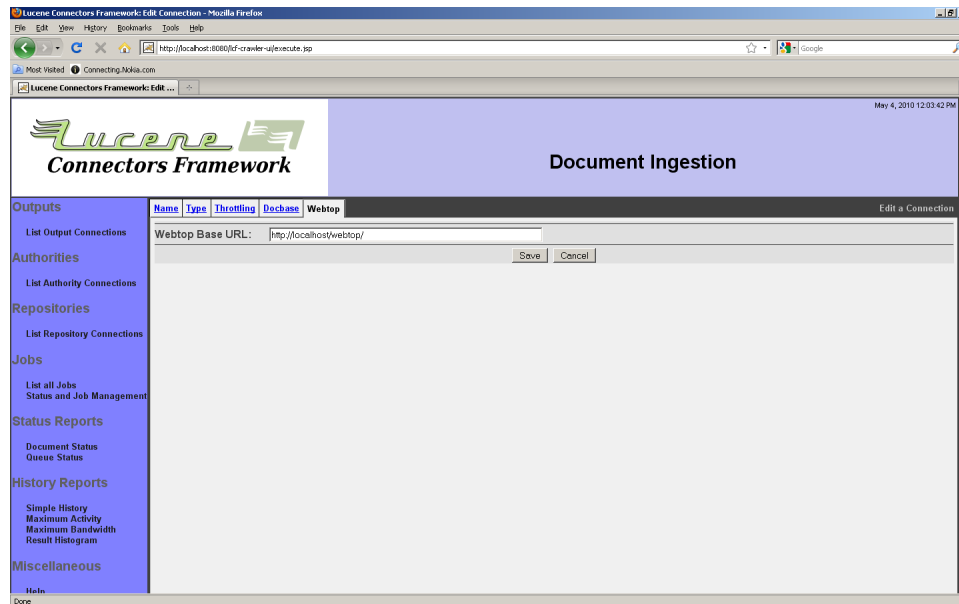 Lucene Connectors Framework: Edit Connection - Mozilla Firefox
File Edit View History Bookmarks Tools Help
http://localhost:8080/lcf-crawler-ui/execute.jsp
Google
Most Visited Connecting.Nokia.com
Lucene Connectors Framework: Edit ...
May 4, 2010 12:03:42 PM
Lucene
Connectors Framework
Document Ingestion
Outputs
List Output Connections
Authorities
List Authority Connections
Repositories
List Repository Connections
Jobs
List all Jobs
Status and Job Management
Status Reports
Document Status
Queue Status
History Reports
Simple History
Maximum Activity
Maximum Bandwidth
Result Histogram
Miscellaneous
Help
Name Type Throttling Docbase Webtop
Edit a Connection
Webtop Base URL: http://localhost/webtop/
Save Cancel
Done